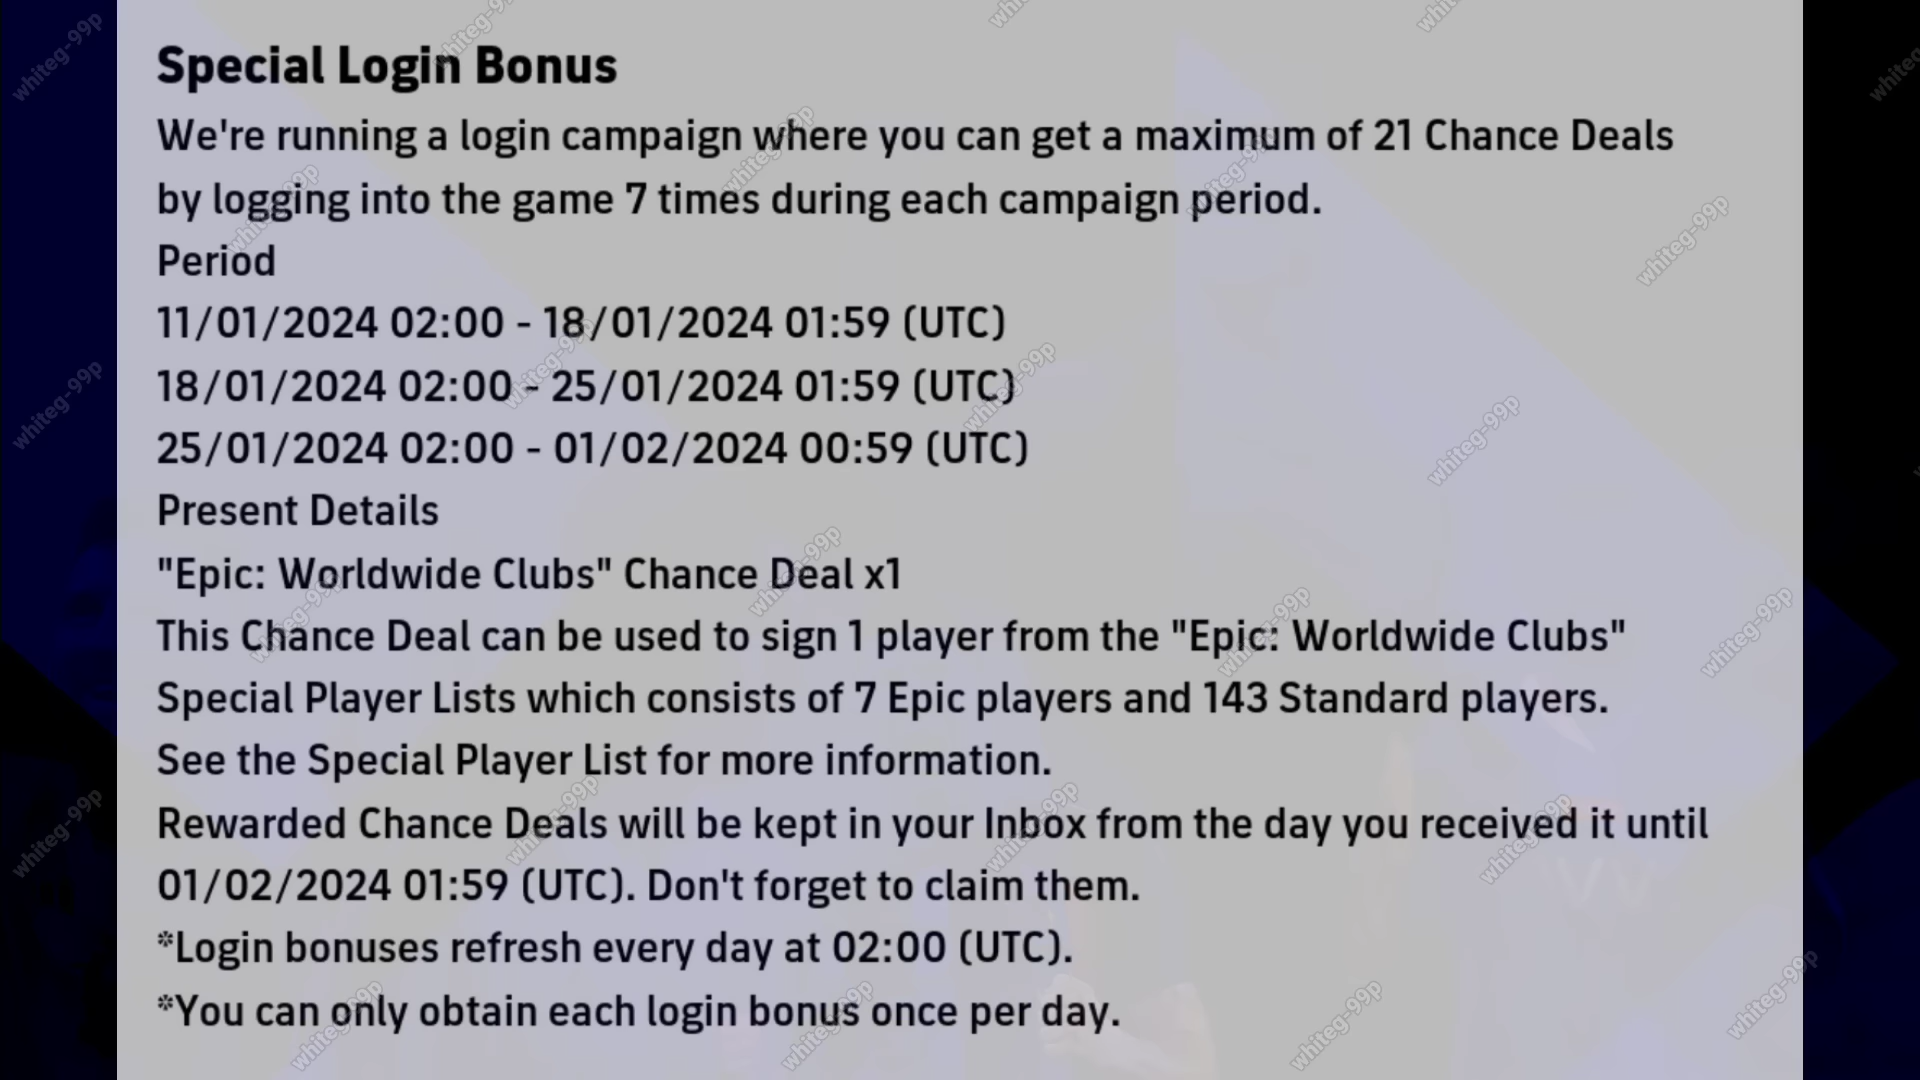 Special Login Bonus
We're running a login campaign where you can get a maximum of 21 Chance Deals
by logging into the game 7 times during each campaign period.
Period
11/01/2024 02:00 - 18/01/2024 01:59 (UTC)
18/01/2024 02:00 - 25/01/2024 01:59 (UTC)
25/01/2024 02:00 - 01/02/2024 00:59 (UTC)
Present Details
"Epic: Worldwide Clubs" Chance Deal x1
This Chance Deal can be used to sign 1 player from the "Epic: Worldwide Clubs"
Special Player Lists which consists of 7 Epic players and 143 Standard players.
See the Special Player List for more information.
Rewarded Chance Deals will be kept in your Inbox from the day you received it until
01/02/2024 01:59 (UTC). Don't forget to claim them.
*Login bonuses refresh every day at 02:00 (UTC).
*You can only obtain each login bonus once per day.
whiteg-99p